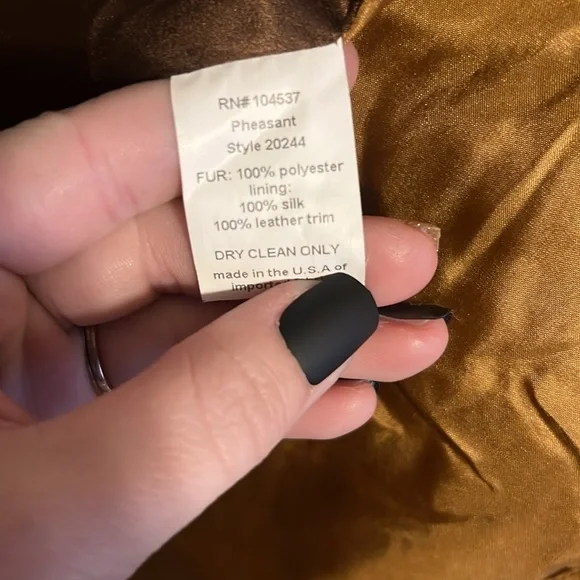 RN# 104537
Pheasant
Style 20244
FUR: 100% polyester
lining:
100% silk
100% leather trim
DRY CLEAN ONLY
made in the U.S.A of